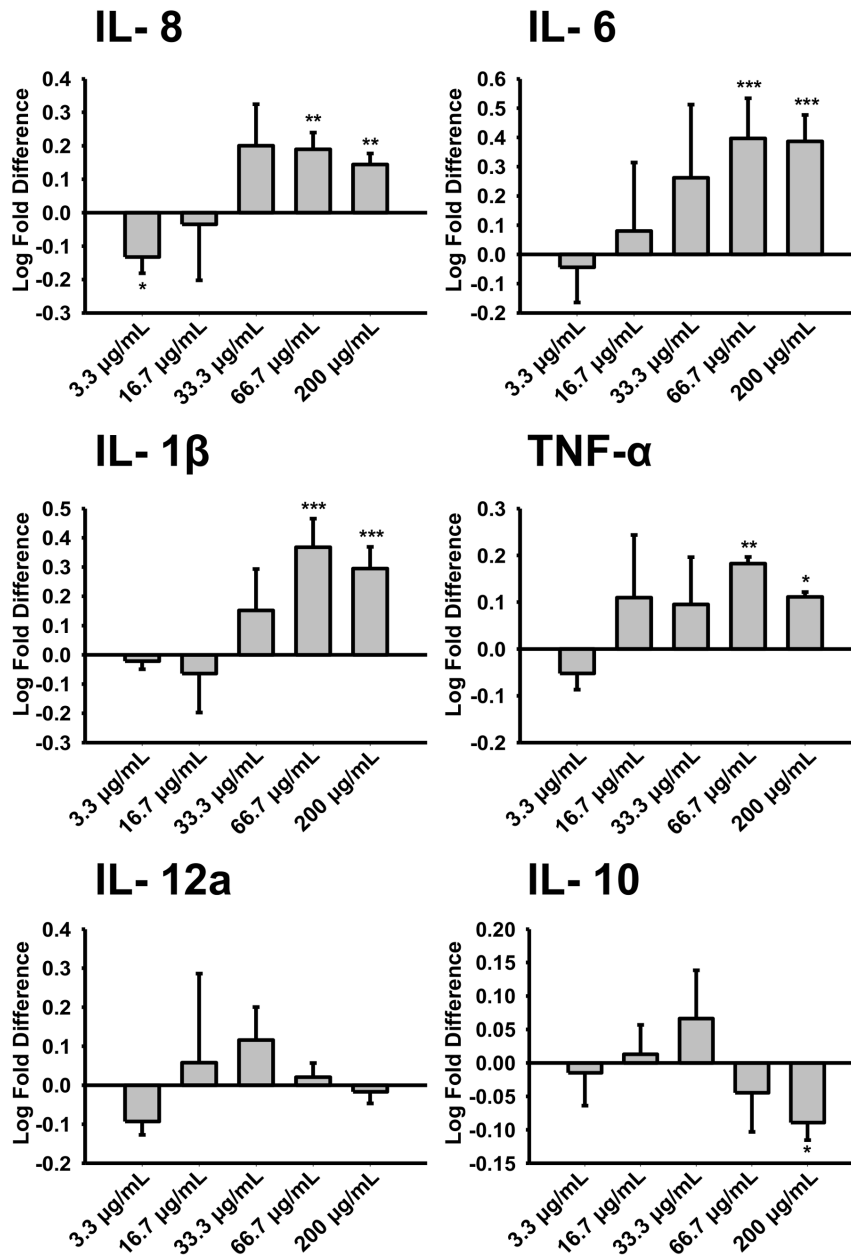 IL- 8
Log Fold Difference
0.4
0.3
0.2
0.1
0.0
-0.1
-0.2
-0.3
**
**
*
3.3 µg/mL
16.7 µg/mL
33.3 µg/mL
66.7 µg/mL
200 µg/mL
IL- 6
Log Fold Difference
0.6
0.5
0.4
0.3
0.2
0.1
0.0
-0.1
-0.2
***
***
3.3 µg/mL
16.7 µg/mL
33.3 µg/mL
66.7 µg/mL
200 µg/mL
IL- 1β
Log Fold Difference
0.5
0.4
0.3
0.2
0.1
0.0
-0.1
-0.2
-0.3
***
***
3.3 µg/mL
16.7 µg/mL
33.3 µg/mL
66.7 µg/mL
200 µg/mL
TNF-α
Log Fold Difference
0.3
0.2
0.1
0.0
-0.1
-0.2
**
*
3.3 µg/mL
16.7 µg/mL
33.3 µg/mL
66.7 µg/mL
200 µg/mL
IL- 12a
Log Fold Difference
0.4
0.3
0.2
0.1
0.0
-0.1
-0.2
3.3 µg/mL
16.7 µg/mL
33.3 µg/mL
66.7 µg/mL
200 µg/mL
IL- 10
Log Fold Difference
0.20
0.15
0.10
0.05
0.00
-0.05
-0.10
-0.15
*
3.3 µg/mL
16.7 µg/mL
33.3 µg/mL
66.7 µg/mL
200 µg/mL